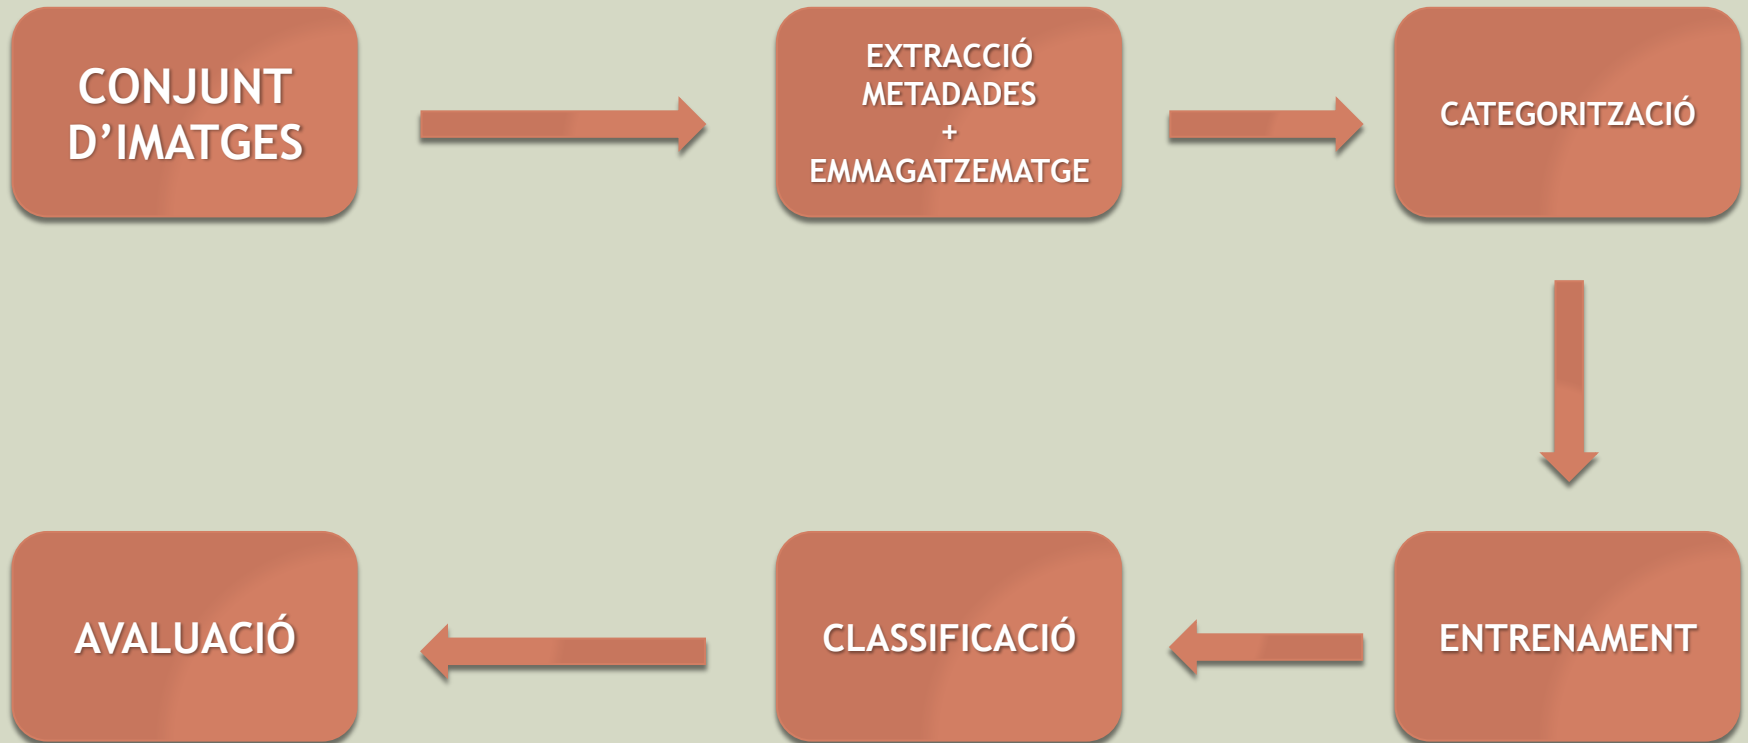 CONJUNT
D’IMATGES
EXTRACCIÓ
METADADES
+
EMMAGATZEMATGE
CATEGORITZACIÓ
ENTRENAMENT
CLASSIFICACIÓ
AVALUACIÓ